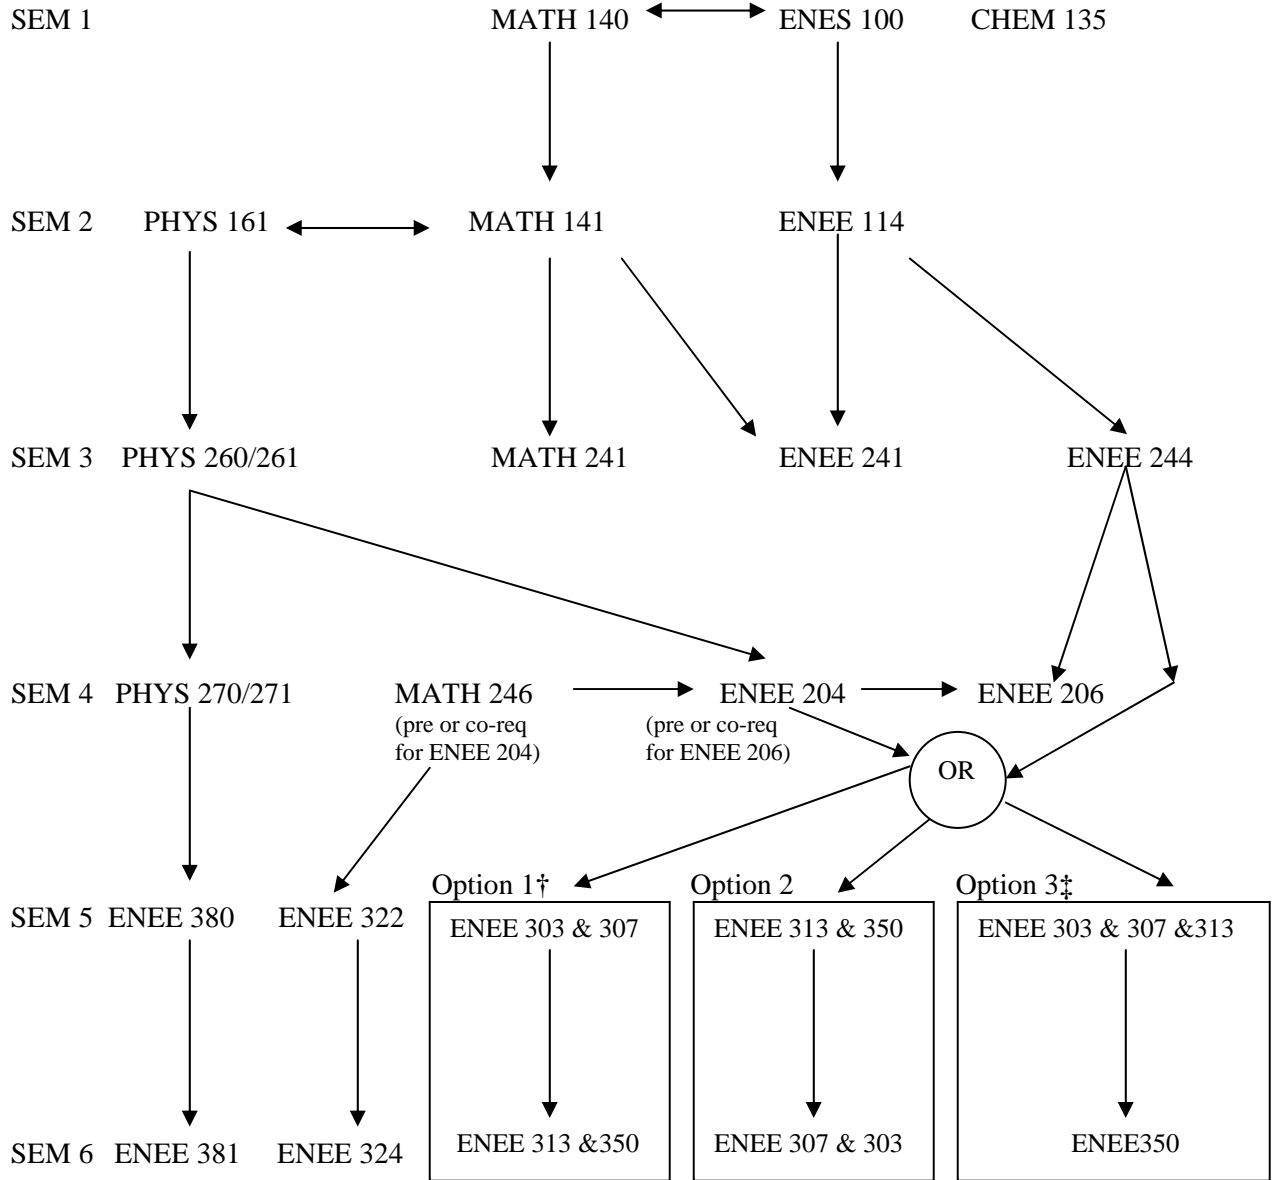 SEM 1 MATH 140 ENES 100 CHEM 135
SEM 2 PHYS 161 MATH 141 ENEE 114
SEM 3 PHYS 260/261 MATH 241 ENEE 241 ENEE 244
SEM 4 PHYS 270/271 MATH 246 ENEE 204 ENEE 206
(pre or co-req
for ENEE 204)
(pre or co-req
for ENEE 206)
OR
Option 1† Option 2 Option 3‡
SEM 5 ENEE 380 ENEE 322 ENEE 303 & 307 ENEE 313 & 350 ENEE 303 & 307 &313
SEM 6 ENEE 381 ENEE 324 ENEE 313 &350 ENEE 307 & 303 ENEE350